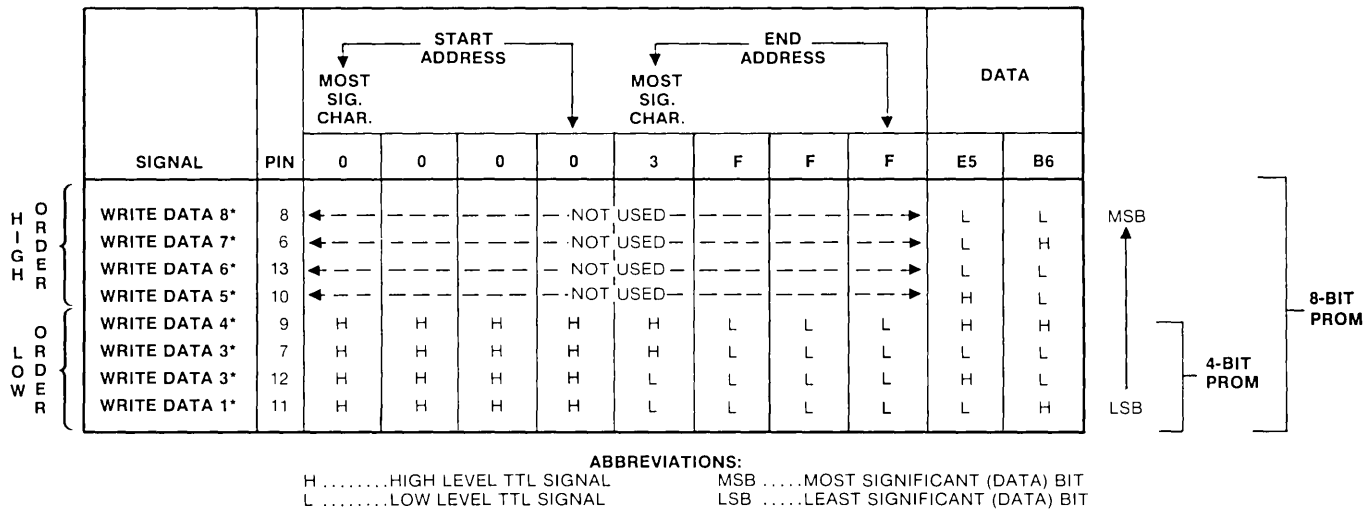 START ADDRESS
END ADDRESS
MOST SIG. CHAR.
MOST SIG. CHAR.
DATA
SIGNAL PIN 0 0 0 0 3 F F F E5 B6
HIGH ORDER
WRITE DATA 8* 8 NOT USED L L MSB
WRITE DATA 7* 6 NOT USED L H
WRITE DATA 6* 13 NOT USED L L
WRITE DATA 5* 10 NOT USED H L
LOW ORDER
WRITE DATA 4* 9 H H H H H L L L H H
WRITE DATA 3* 7 H H H H H L L L L L
WRITE DATA 3* 12 H H H H L L L L H L
WRITE DATA 1* 11 H H H H L L L L L H LSB
4-BIT PROM
8-BIT PROM
ABBREVIATIONS:
H ........HIGH LEVEL TTL SIGNAL MSB .....MOST SIGNIFICANT (DATA) BIT
L ........LOW LEVEL TTL SIGNAL LSB .....LEAST SIGNIFICANT (DATA) BIT